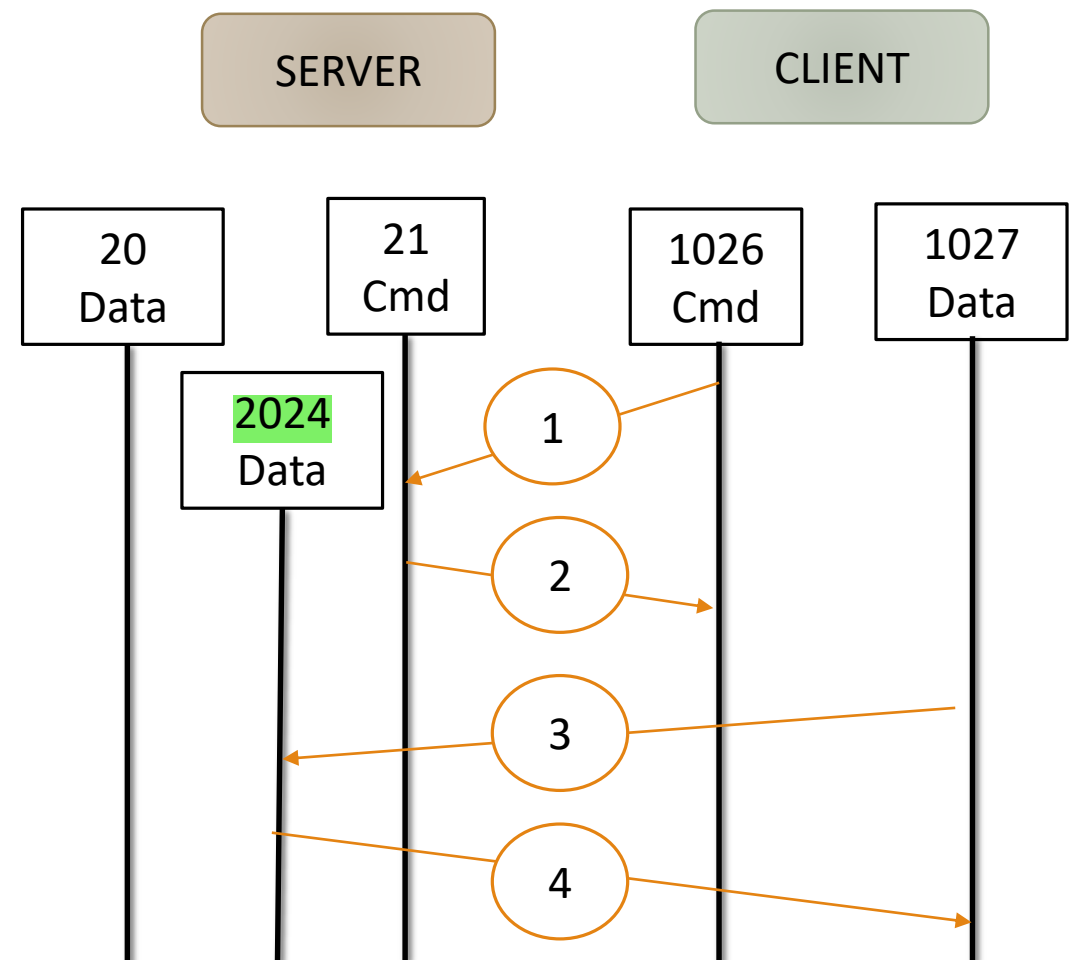 SERVER
CLIENT
20
Data
21
Cmd
1026
Cmd
1027
Data
2024
Data
1
2
3
4